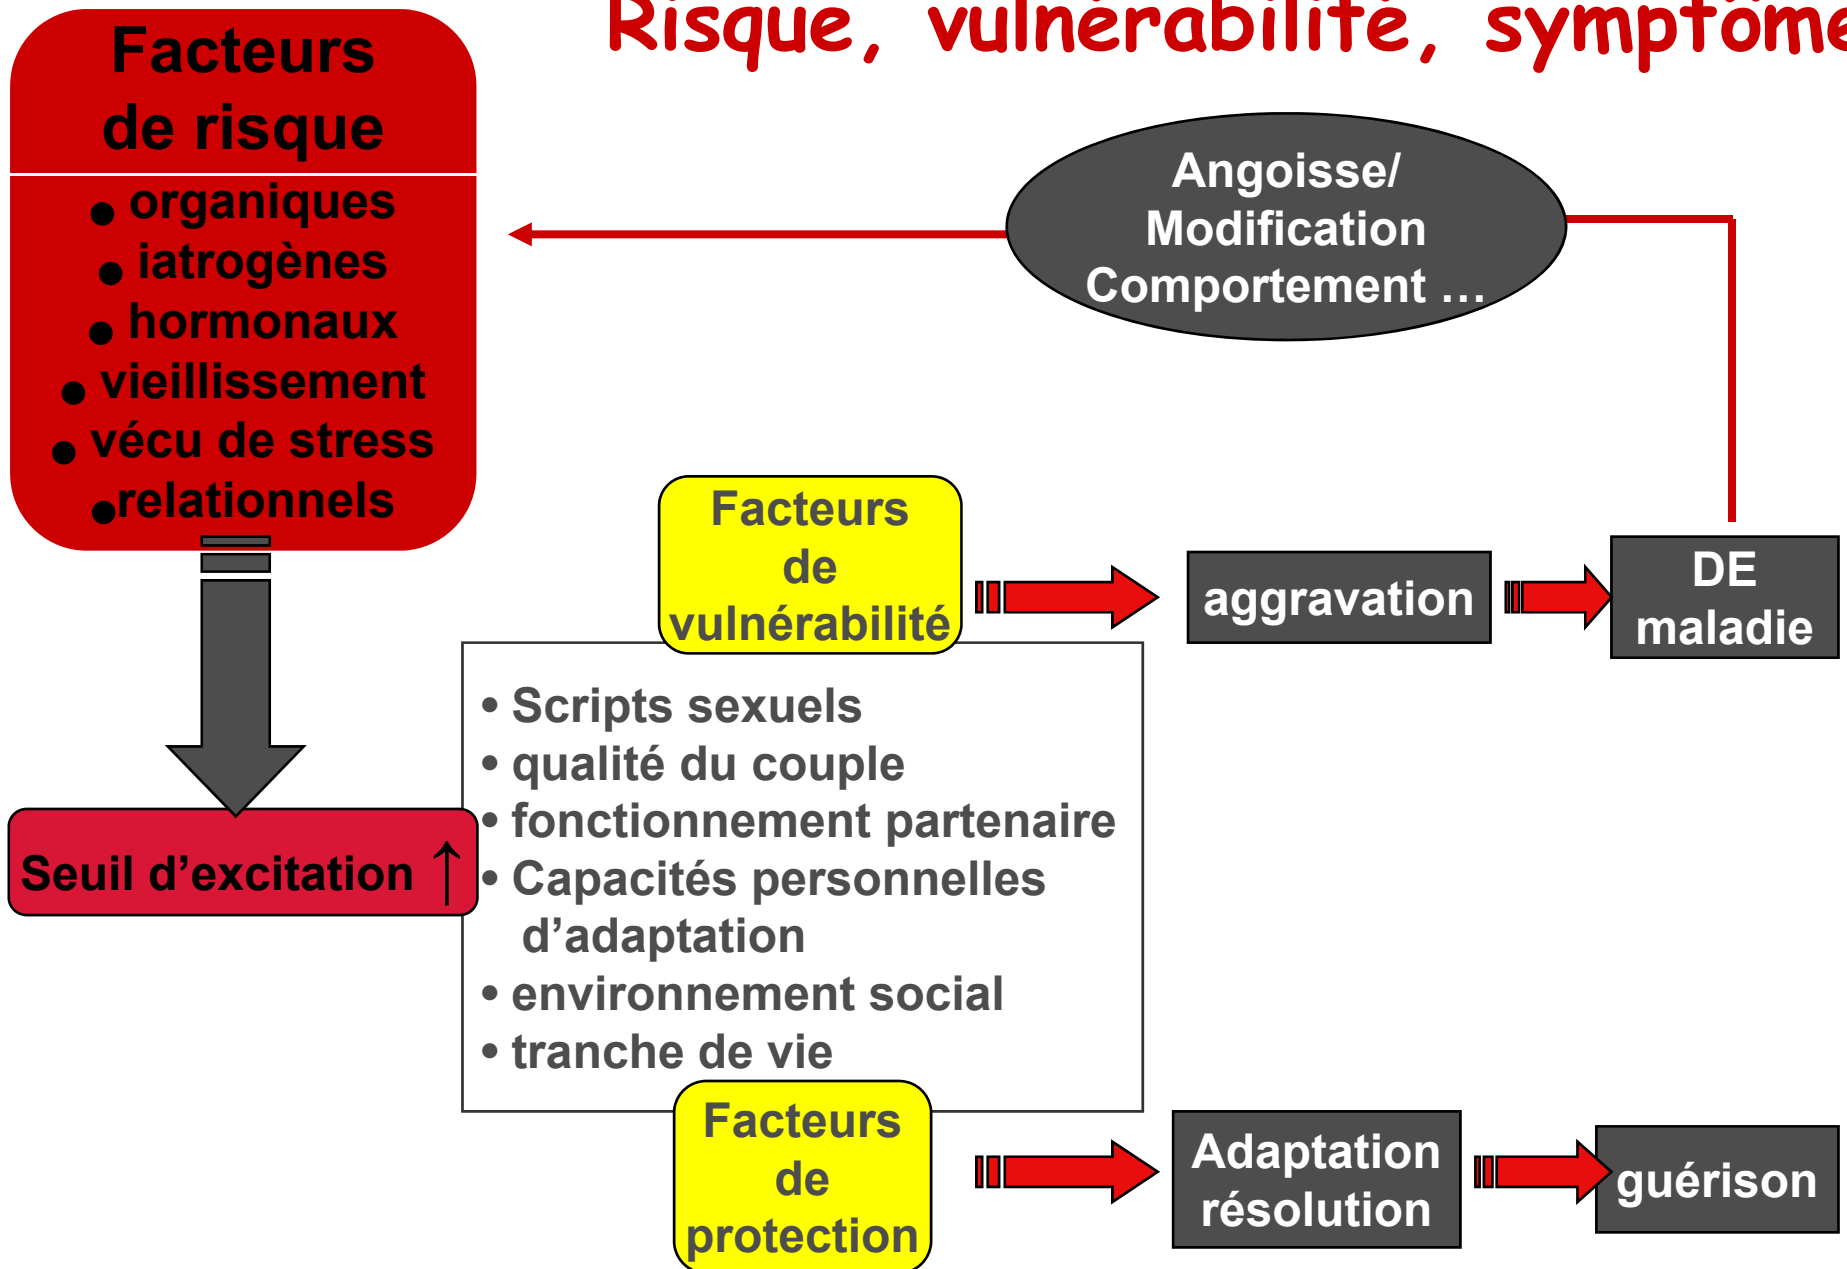 Risque, vulnérabilité, symptôme
Facteurs
de risque
• organiques
• iatrogènes
• hormonaux
• vieillissement
• vécu de stress
•relationnels
Angoisse/
Modification
Comportement …
Facteurs
de
vulnérabilité
aggravation
DE
maladie
Seuil d’excitation ↑
• Scripts sexuels
• qualité du couple
• fonctionnement partenaire
• Capacités personnelles
d’adaptation
• environnement social
• tranche de vie
Facteurs
de
protection
Adaptation
résolution
guérison